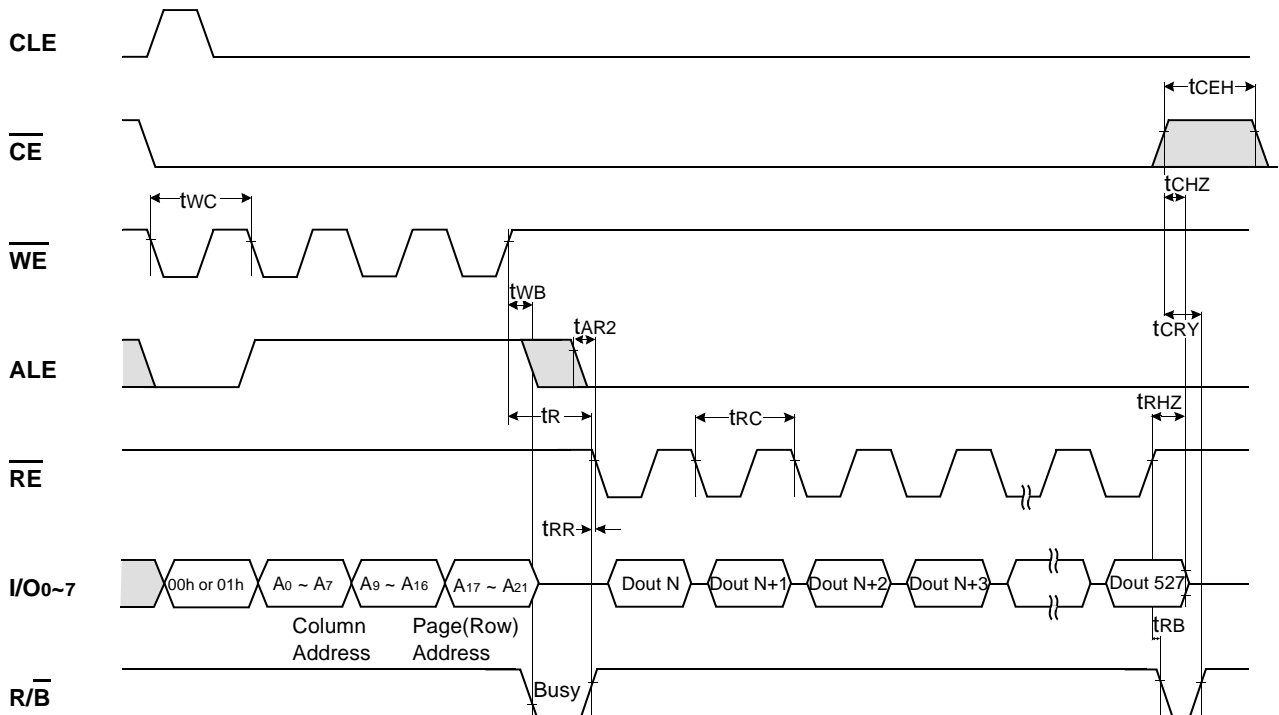 CLE
tCEH
CE
tCHZ
tWC
WE
tWB
tAR2
tCRY
ALE
tR
tRC
tRHZ
RE
tRR
I/O0~7
00h or 01h
A0 ~ A7
A9 ~ A16
A17 ~ A21
Dout N
Dout N+1
Dout N+2
Dout N+3
Dout 527
Column
Address
Page(Row)
Address
tRB
R/B
Busy